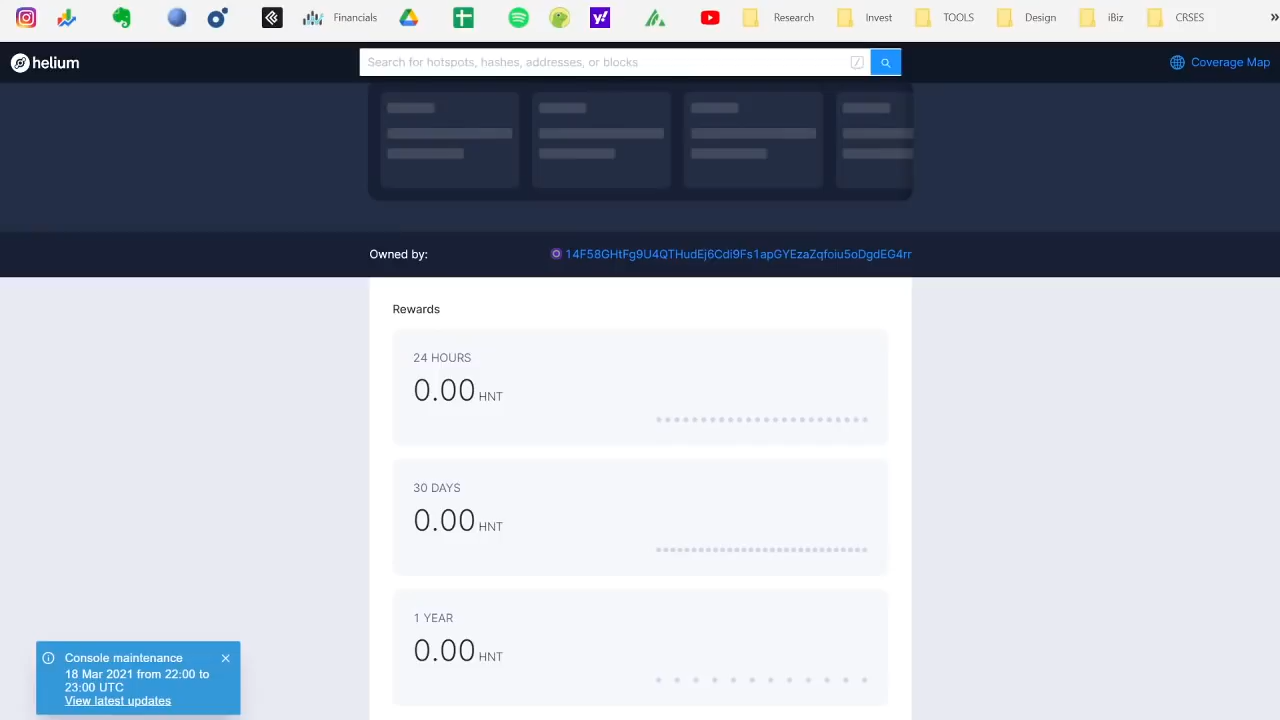 Financials
Research
Invest
TOOLS
Design
iBiz
CRSES
»
helium
Search for hotspots, hashes, addresses, or blocks
Coverage Map
Owned by:
14F58GHtFg9U4QTHudEj6Cdi9Fs1apGYEzaZqfoiu5oDgdEG4rr
Rewards
24 HOURS
0.00 HNT
30 DAYS
0.00 HNT
1 YEAR
0.00 HNT
Console maintenance
18 Mar 2021 from 22:00 to
23:00 UTC
View latest updates